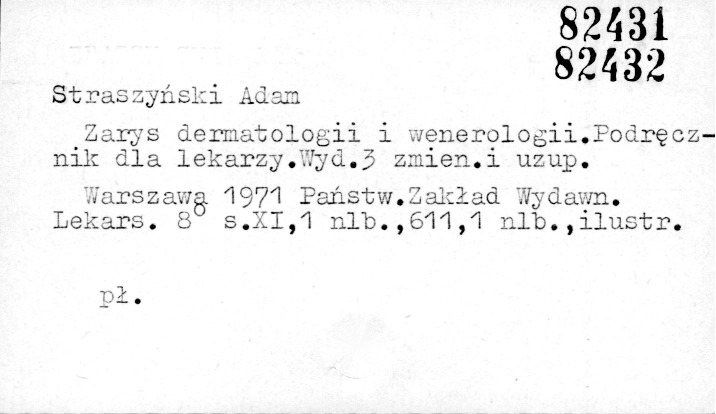 82431
82432
Straszyński Adam
Zarys dermatologii i wenerologii.Podręcz-
nik dla lekarzy.Wyd.3 zmien.i uzup.
Warszawa 1971 Państw.Zakład Wydawn.
Lekars. 8° s.XI,1 nlb.,611,1 nlb.,ilustr.
pł.